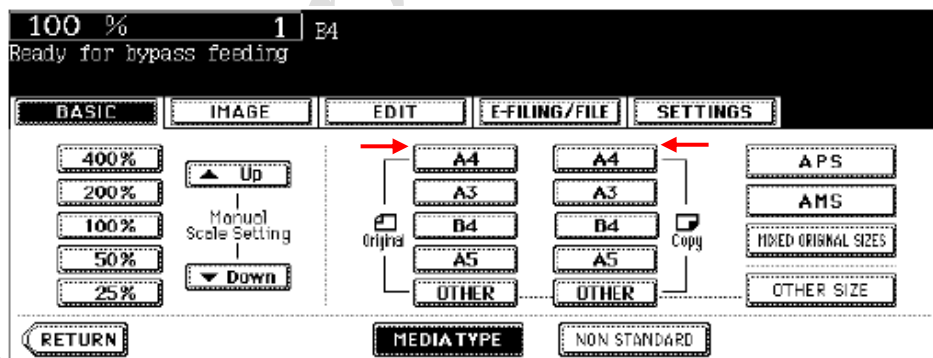 100 % 1 B4
Ready for bypass feeding
BASIC IMAGE EDIT E-FILING/FILE SETTINGS
400% Up A4 A4 APS
200% A3 A3 AMS
100% Manual Scale Setting Original B4 B4 Copy MIXED ORIGINAL SIZES
50% Down A5 A5
25% OTHER OTHER OTHER SIZE
RETURN MEDIA TYPE NON STANDARD